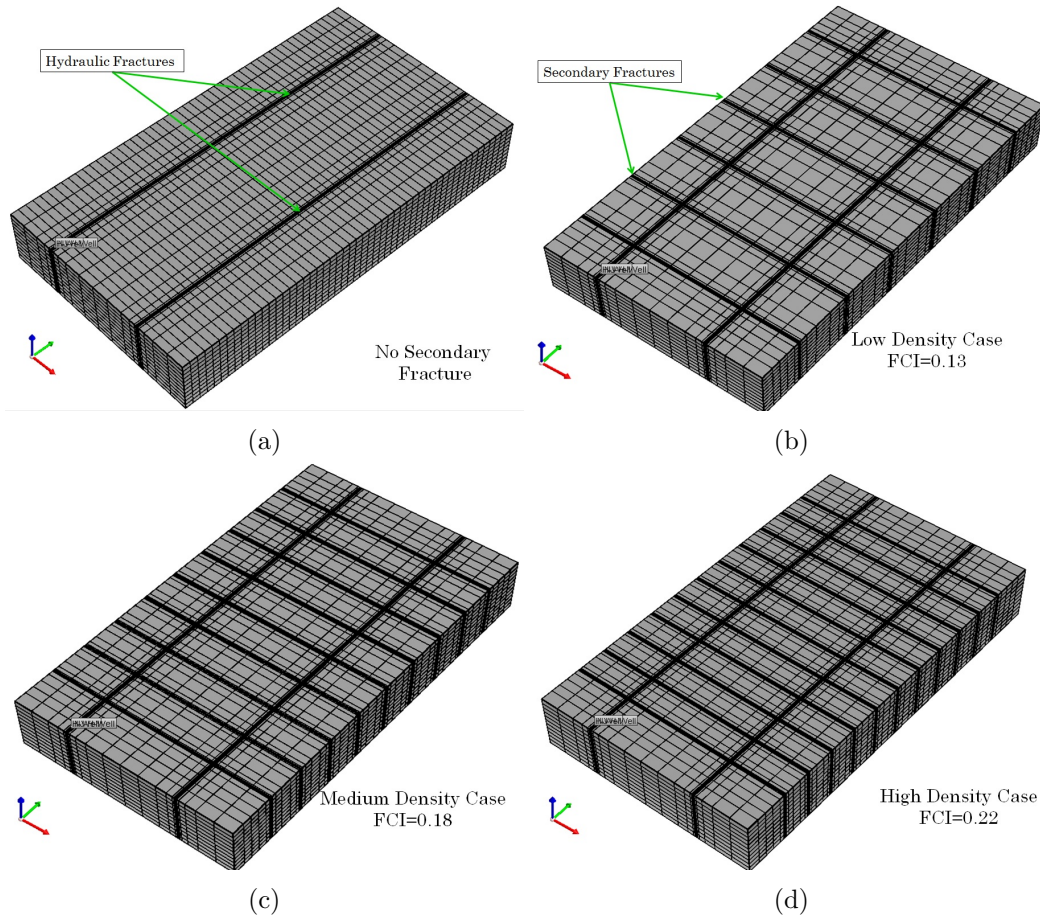 Hydraulic Fractures
No Secondary
Fracture
(a)
Secondary Fractures
Low Density Case
FCI=0.13
(b)
Medium Density Case
FCI=0.18
(c)
High Density Case
FCI=0.22
(d)